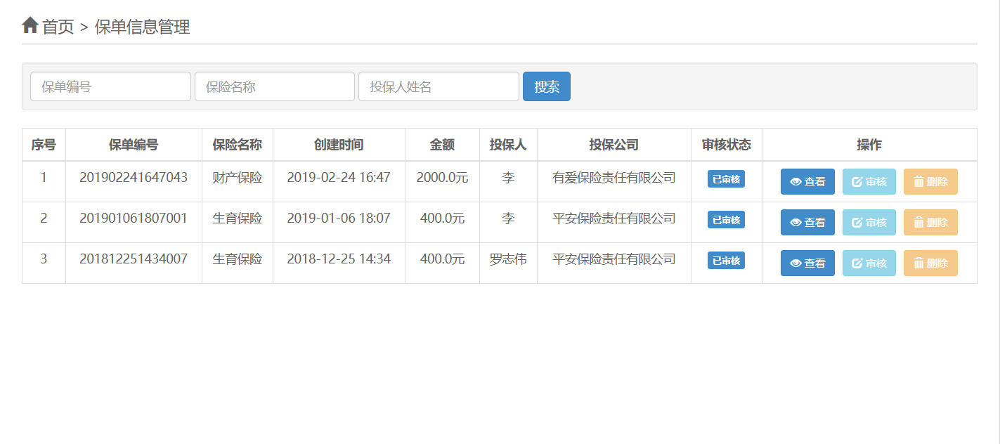 首页 > 保单信息管理
保单编号 保险名称 投保人姓名 搜索
序号 保单编号 保险名称 创建时间 金额 投保人 投保公司 审核状态 操作
1 201902241647043 财产保险 2019-02-24 16:47 2000.0元 李 有爱保险责任有限公司 已审核 查看 审核 删除
2 201901061807001 生育保险 2019-01-06 18:07 400.0元 李 平安保险责任有限公司 已审核 查看 审核 删除
3 201812251434007 生育保险 2018-12-25 14:34 400.0元 罗志伟 平安保险责任有限公司 已审核 查看 审核 删除